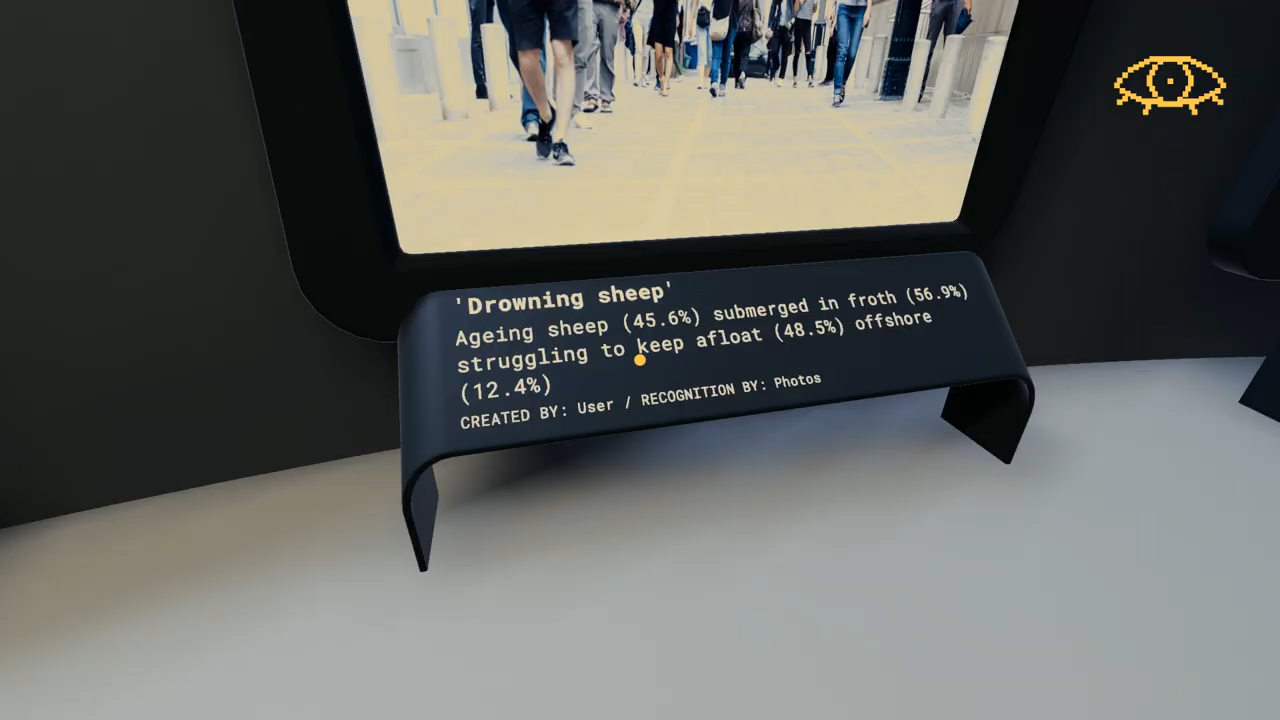 'Drowning sheep'
Ageing sheep (45.6%) submerged in froth (56.9%)
struggling to keep afloat (48.5%) offshore
(12.4%)
CREATED BY: User / RECOGNITION BY: Photos